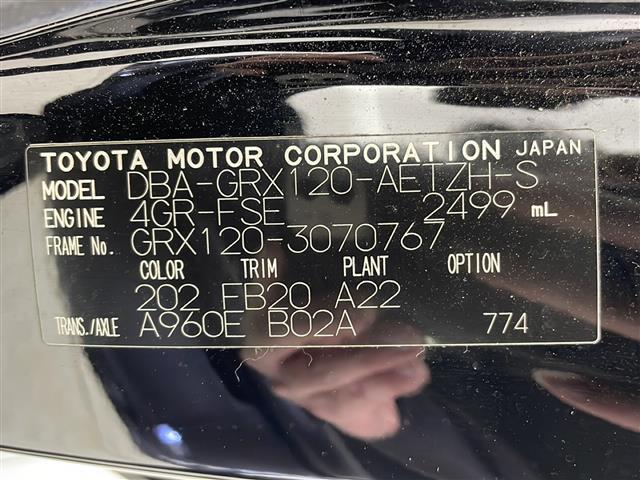 TOYOTA MOTOR CORPORATION JAPAN
MODEL DBA-GRX120-AETZH-S
ENGINE 4GR-FSE 2499 mL
FRAME No. GRX120-3070767
COLOR TRIM PLANT OPTION
202 FB20 A22
TRANS./AXLE A960E B02A 774